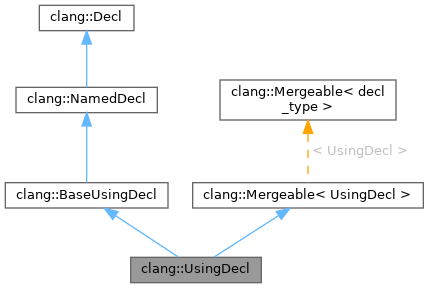 clang::Decl
clang::NamedDecl
clang::Mergeable< decl
_type >
< UsingDecl >
clang::BaseUsingDecl
clang::Mergeable< UsingDecl >
clang::UsingDecl